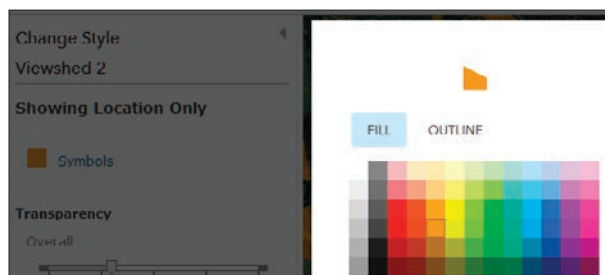 Change Style
Viewshed 2
Showing Location Only
Symbols
Transparency
Overall
FILL OUTLINE